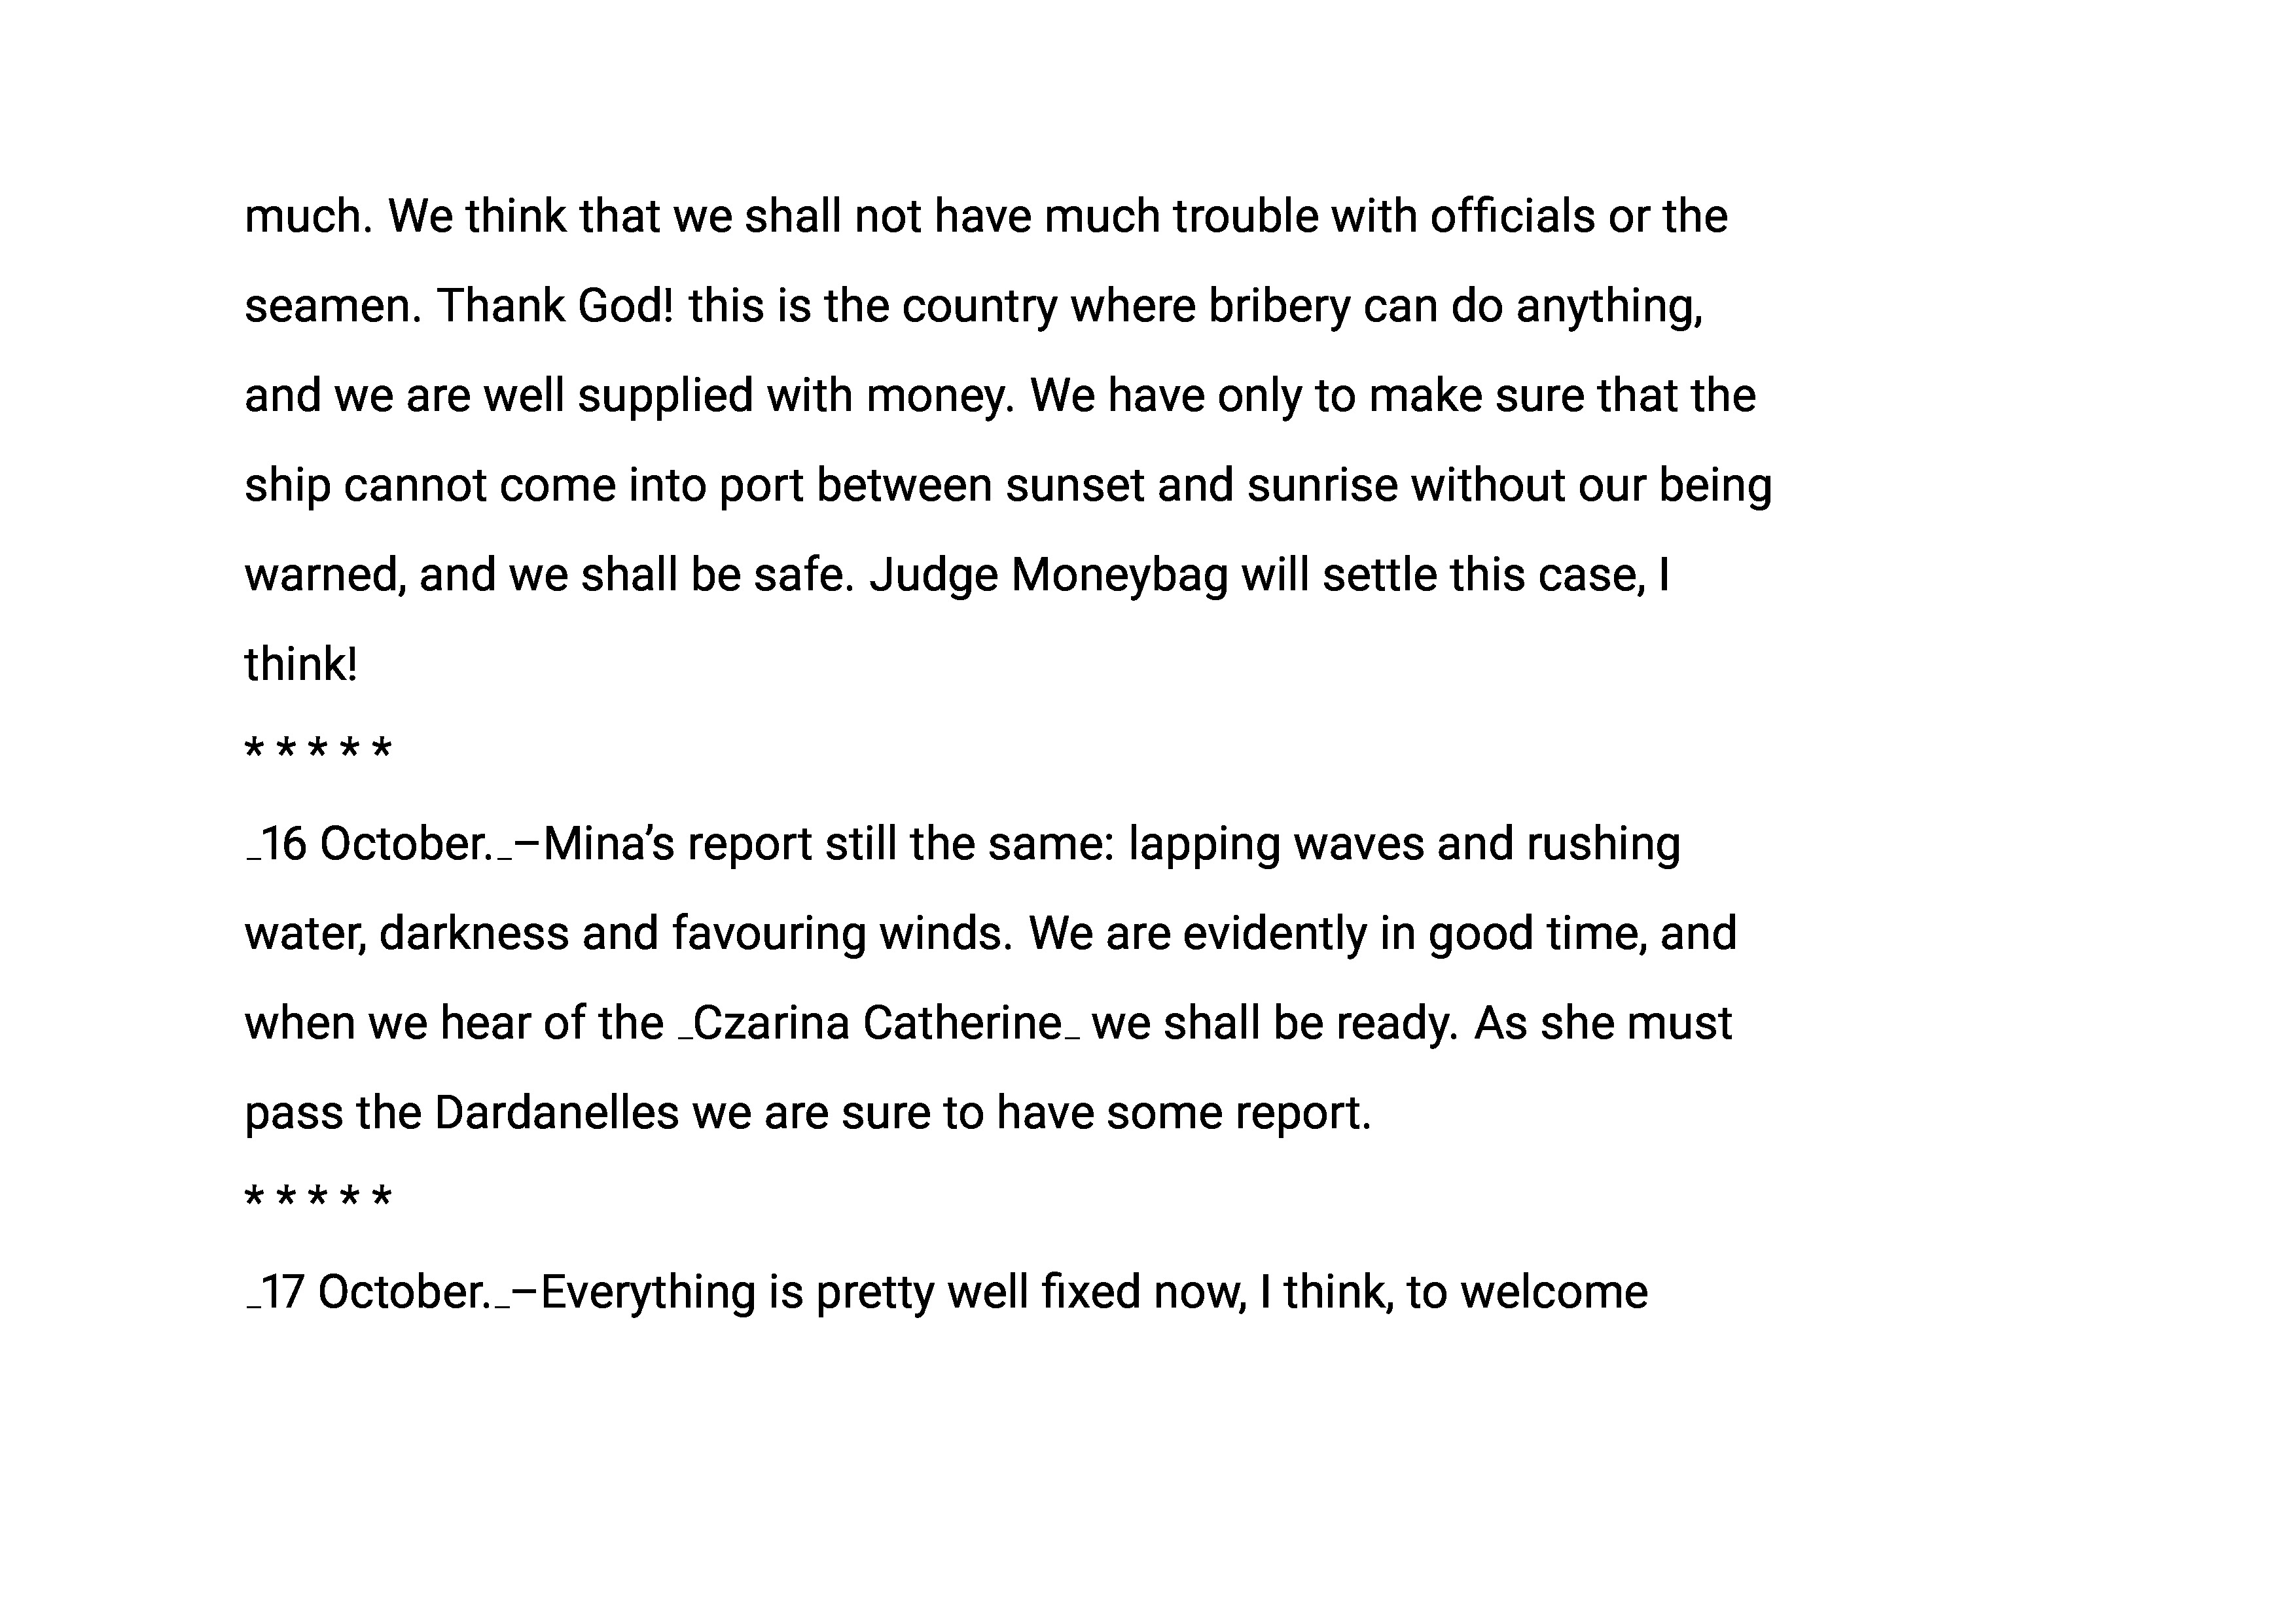 much. We think that we shall not have much trouble with officials or the
seamen. Thank God! this is the country where bribery can do anything,
and we are well supplied with money. We have only to make sure that the
ship cannot come into port between sunset and sunrise without our being
warned, and we shall be safe. Judge Moneybag will settle this case, I
think!
* * * * *
_16 October._–Mina’s report still the same: lapping waves and rushing
water, darkness and favouring winds. We are evidently in good time, and
when we hear of the _Czarina Catherine_ we shall be ready. As she must
pass the Dardanelles we are sure to have some report.
* * * * *
_17 October._–Everything is pretty well fixed now, I think, to welcome